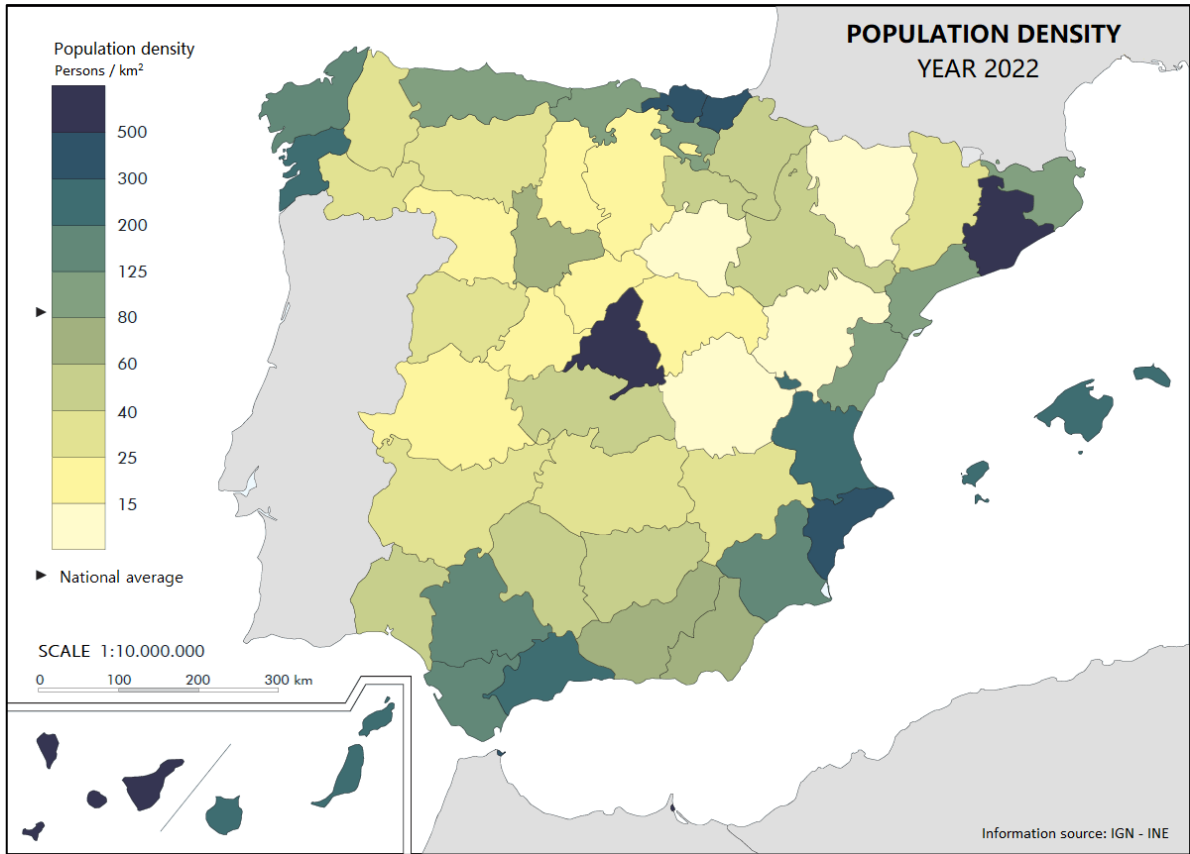 POPULATION DENSITY
YEAR 2022
Population density
Persons / km²
500
300
200
125
80
60
40
25
15
National average
SCALE 1:10.000.000
0 100 200 300 km
Information source: IGN - INE